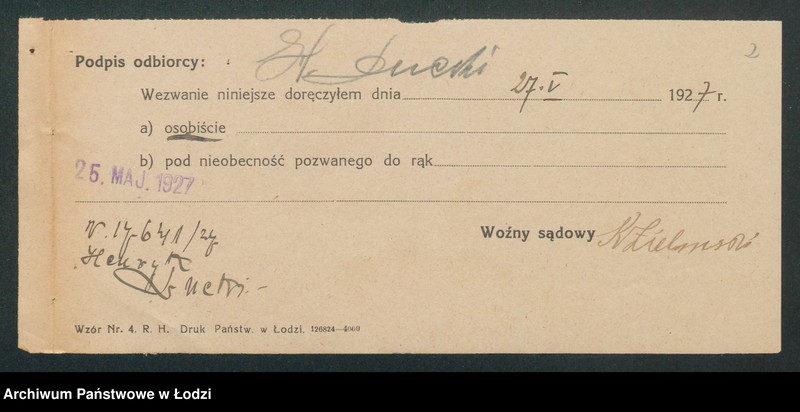 2
Podpis odbiorcy: H.
Wezwanie niniejsze doręczyłem dnia 27. V 1927 r.
a) osobiście
b) pod nieobecność pozwanego do rąk
25. MAJ. 1927
Woźny sądowy
Henryk
Wzór Nr. 4. R. H. Druk Państw. w Łodzi. 126824—4000
Archiwum Państwowe w Łodzi